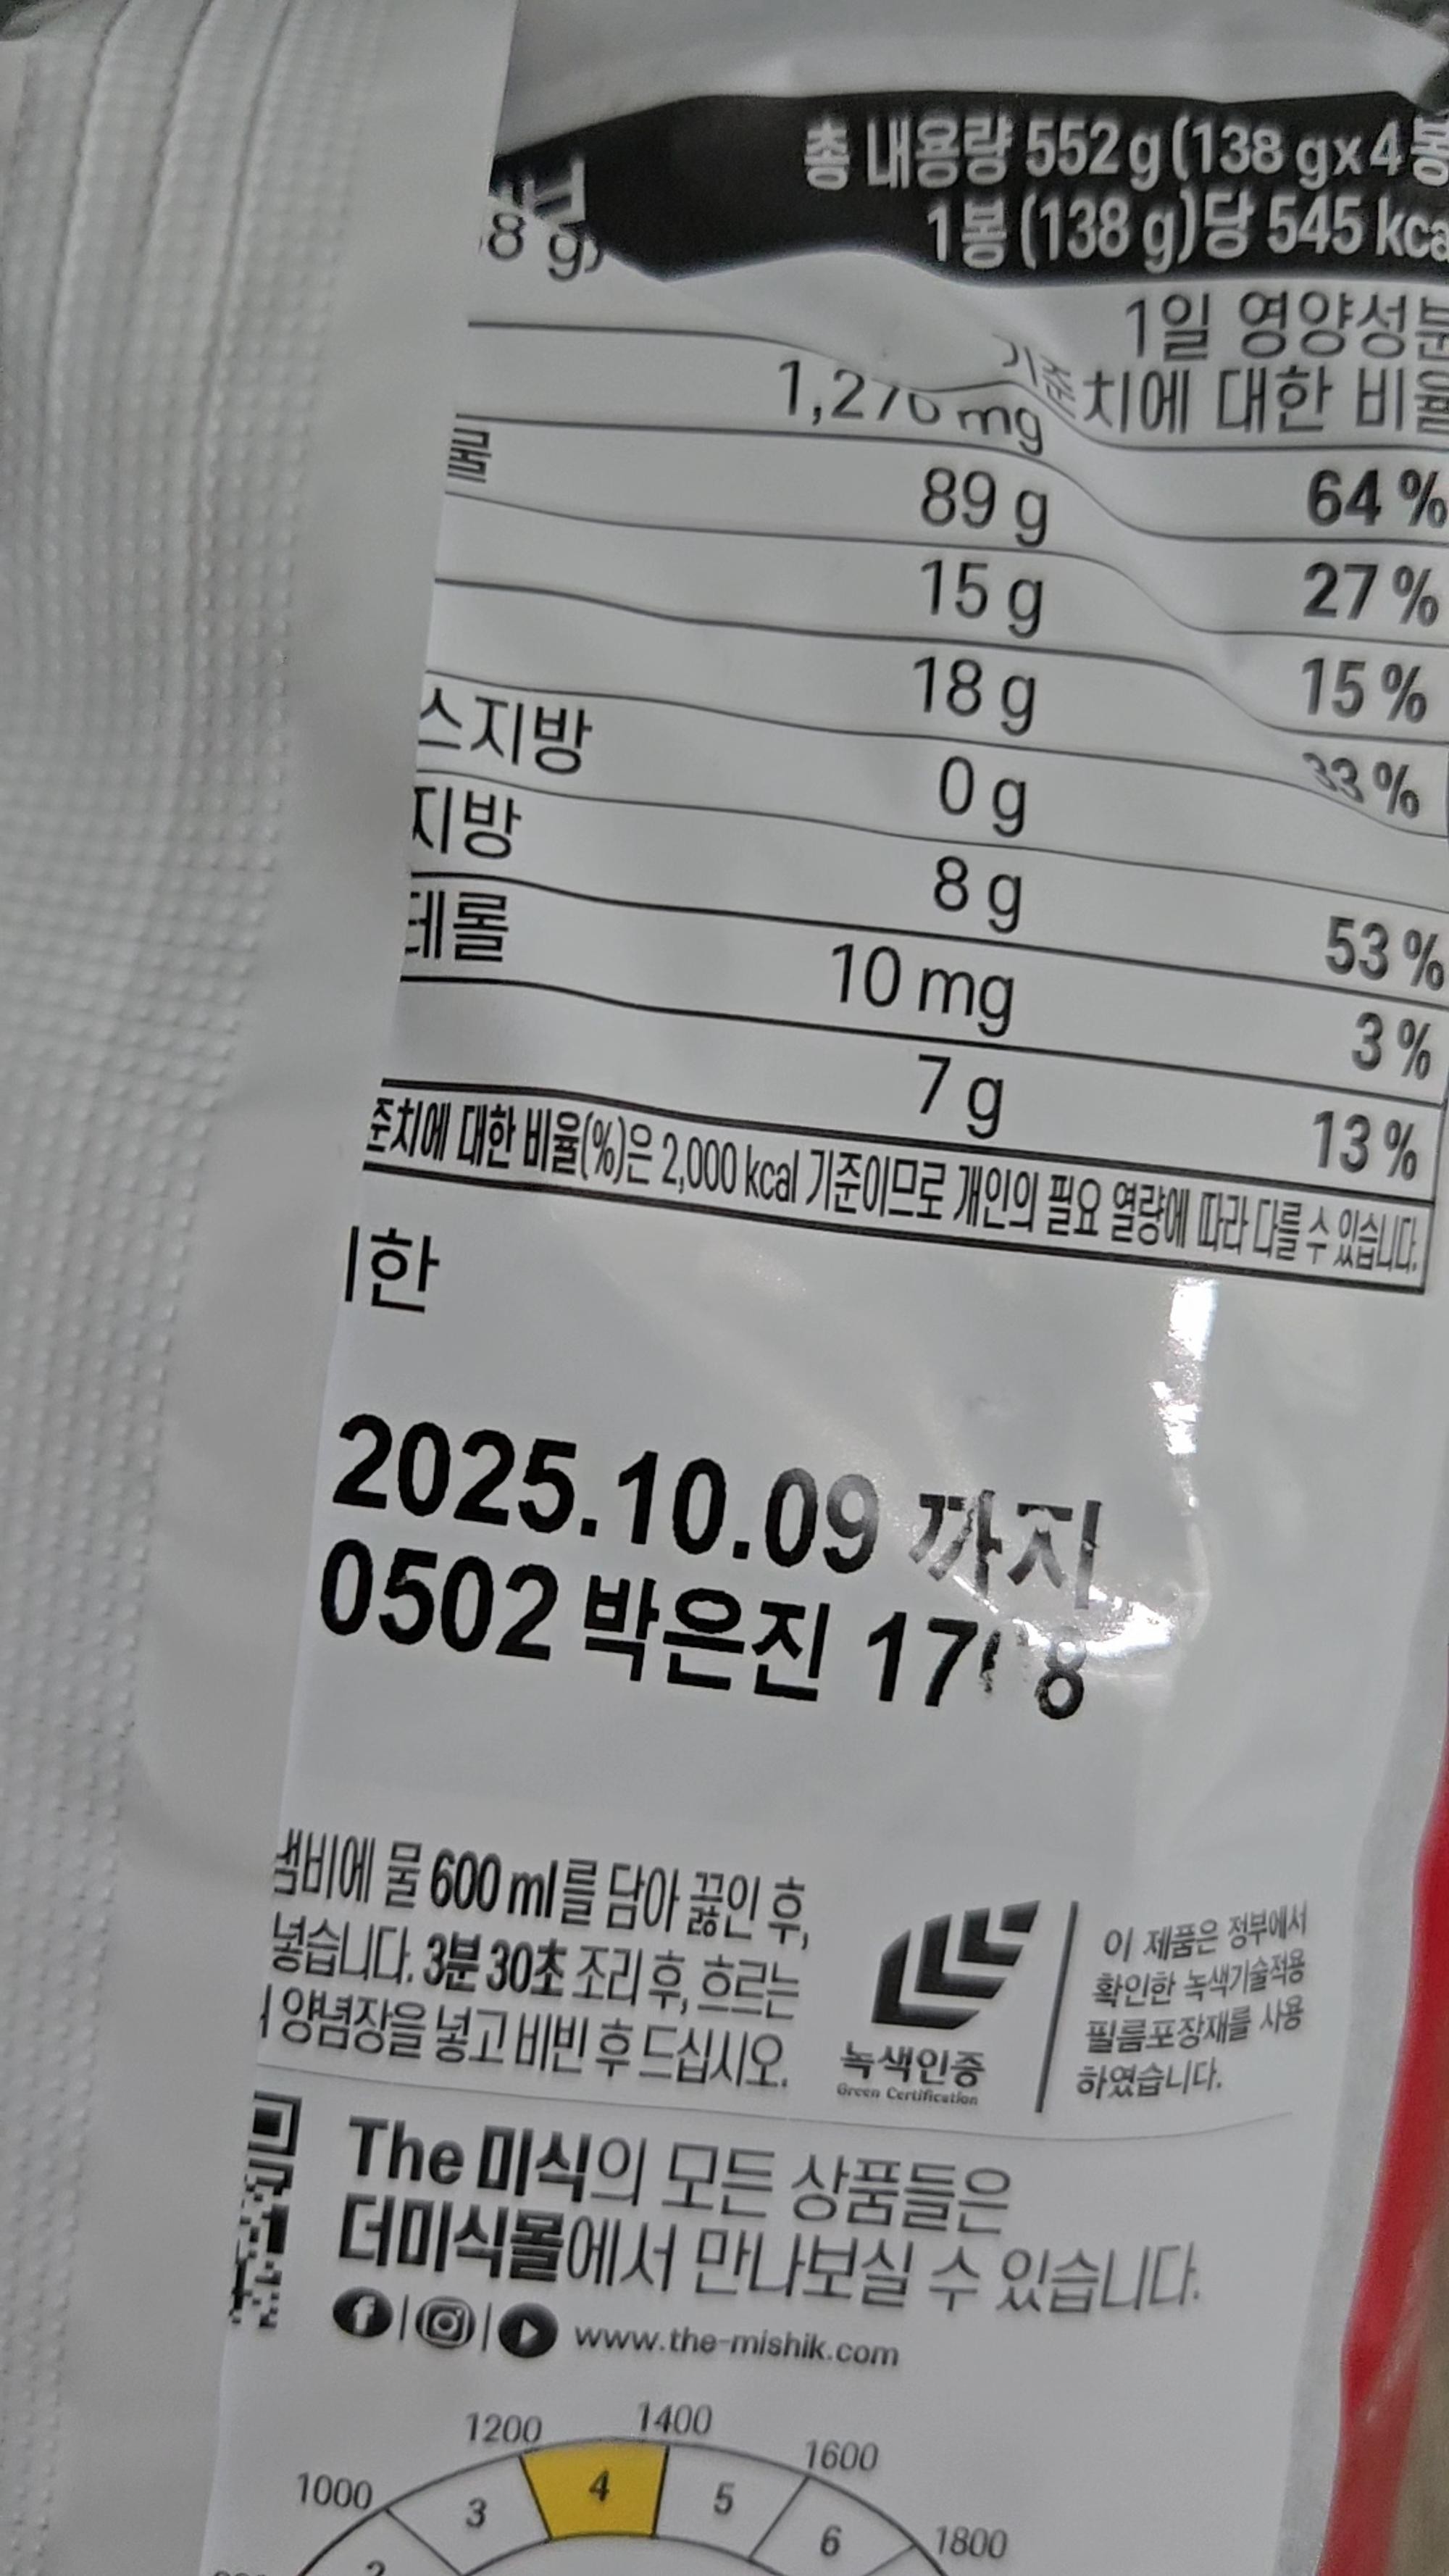 총 내용량 552 g (138 g x 4봉
1봉 (138 g)당 545 kca
8 g)
1일 영양성분
기준치에 대한 비율
1,270 mg 64 %
물 89 g 27 %
15 g 15 %
18 g 33 %
스지방 0 g
지방 8 g 53 %
테롤 10 mg 3 %
7 g 13 %
준치에 대한 비율(%)은 2,000 kcal 기준이므로 개인의 필요 열량에 따라 다를 수 있습니다.
한
2025.10.09 까지
0502 박은진
냄비에 물 600 ml를 담아 끓인 후,
넣습니다. 3분 30초 조리 후, 흐르는
양념장을 넣고 비빈 후 드십시오.
녹색인증
Green Certification
이 제품은 정부에서
확인한 녹색기술적용
필름포장재를 사용
하였습니다.
The 미식의 모든 상품들은
더미식몰에서 만나보실 수 있습니다.
www.the-mishik.com
1000 1200 1400 1600 1800
2 3 4 5 6